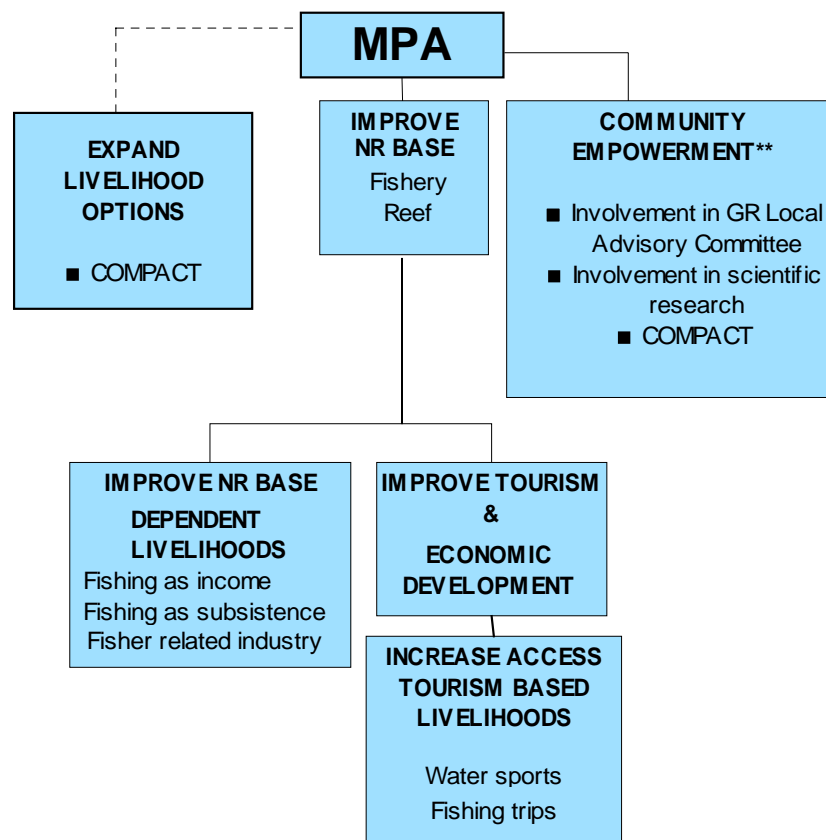 MPA
EXPAND
LIVELIHOOD
OPTIONS
■ COMPACT
IMPROVE
NR BASE
Fishery
Reef
COMMUNITY
EMPOWERMENT**
■ Involvement in GR Local
Advisory Committee
■ Involvement in scientific
research
■ COMPACT
IMPROVE NR BASE
DEPENDENT
LIVELIHOODS
Fishing as income
Fishing as subsistence
Fisher related industry
IMPROVE TOURISM
&
ECONOMIC
DEVELOPMENT
INCREASE ACCESS
TOURISM BASED
LIVELIHOODS
Water sports
Fishing trips